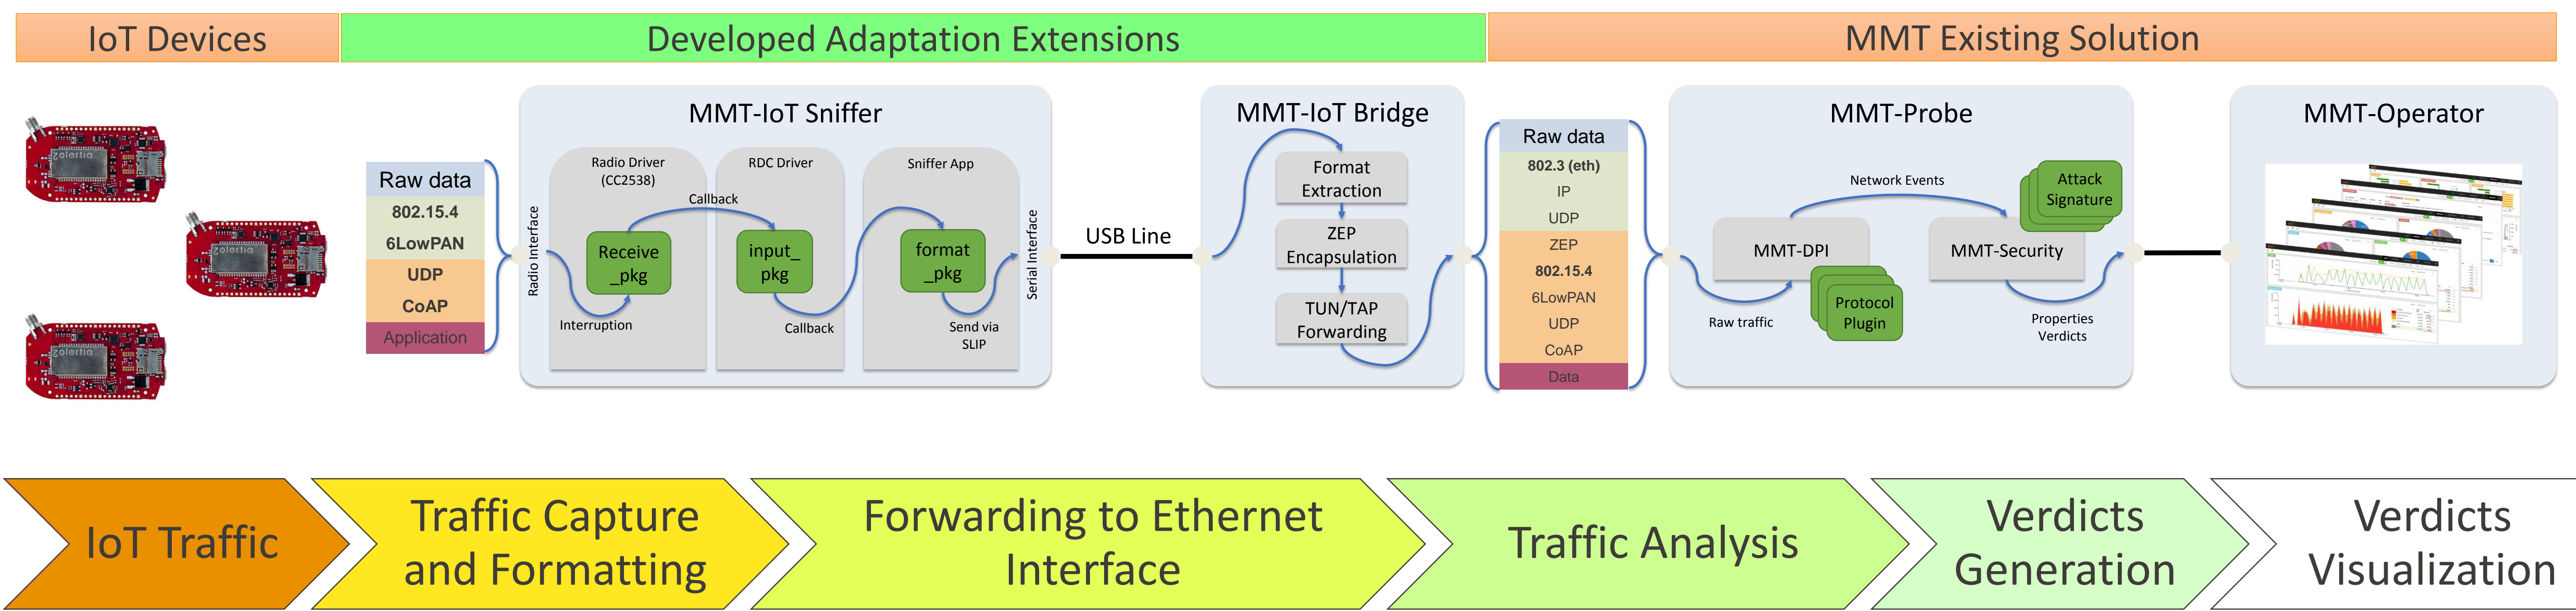 IoT Devices
Developed Adaptation Extensions
MMT Existing Solution
zolertia
zolertia
zolertia
Raw data
802.15.4
6LowPAN
UDP
CoAP
Application
MMT-IoT Sniffer
Radio Interface
Radio Driver
(CC2538)
Receive
_pkg
Interruption
Callback
RDC Driver
input_
pkg
Callback
Sniffer App
format
_pkg
Send via
SLIP
Serial Interface
USB Line
MMT-IoT Bridge
Format
Extraction
ZEP
Encapsulation
TUN/TAP
Forwarding
Raw data
802.3 (eth)
IP
UDP
ZEP
802.15.4
6LowPAN
UDP
CoAP
Data
MMT-Probe
Network Events
Attack
Signature
MMT-DPI
MMT-Security
Protocol
Plugin
Raw traffic
Properties
Verdicts
MMT-Operator
IoT Traffic
Traffic Capture
and Formatting
Forwarding to Ethernet
Interface
Traffic Analysis
Verdicts
Generation
Verdicts
Visualization